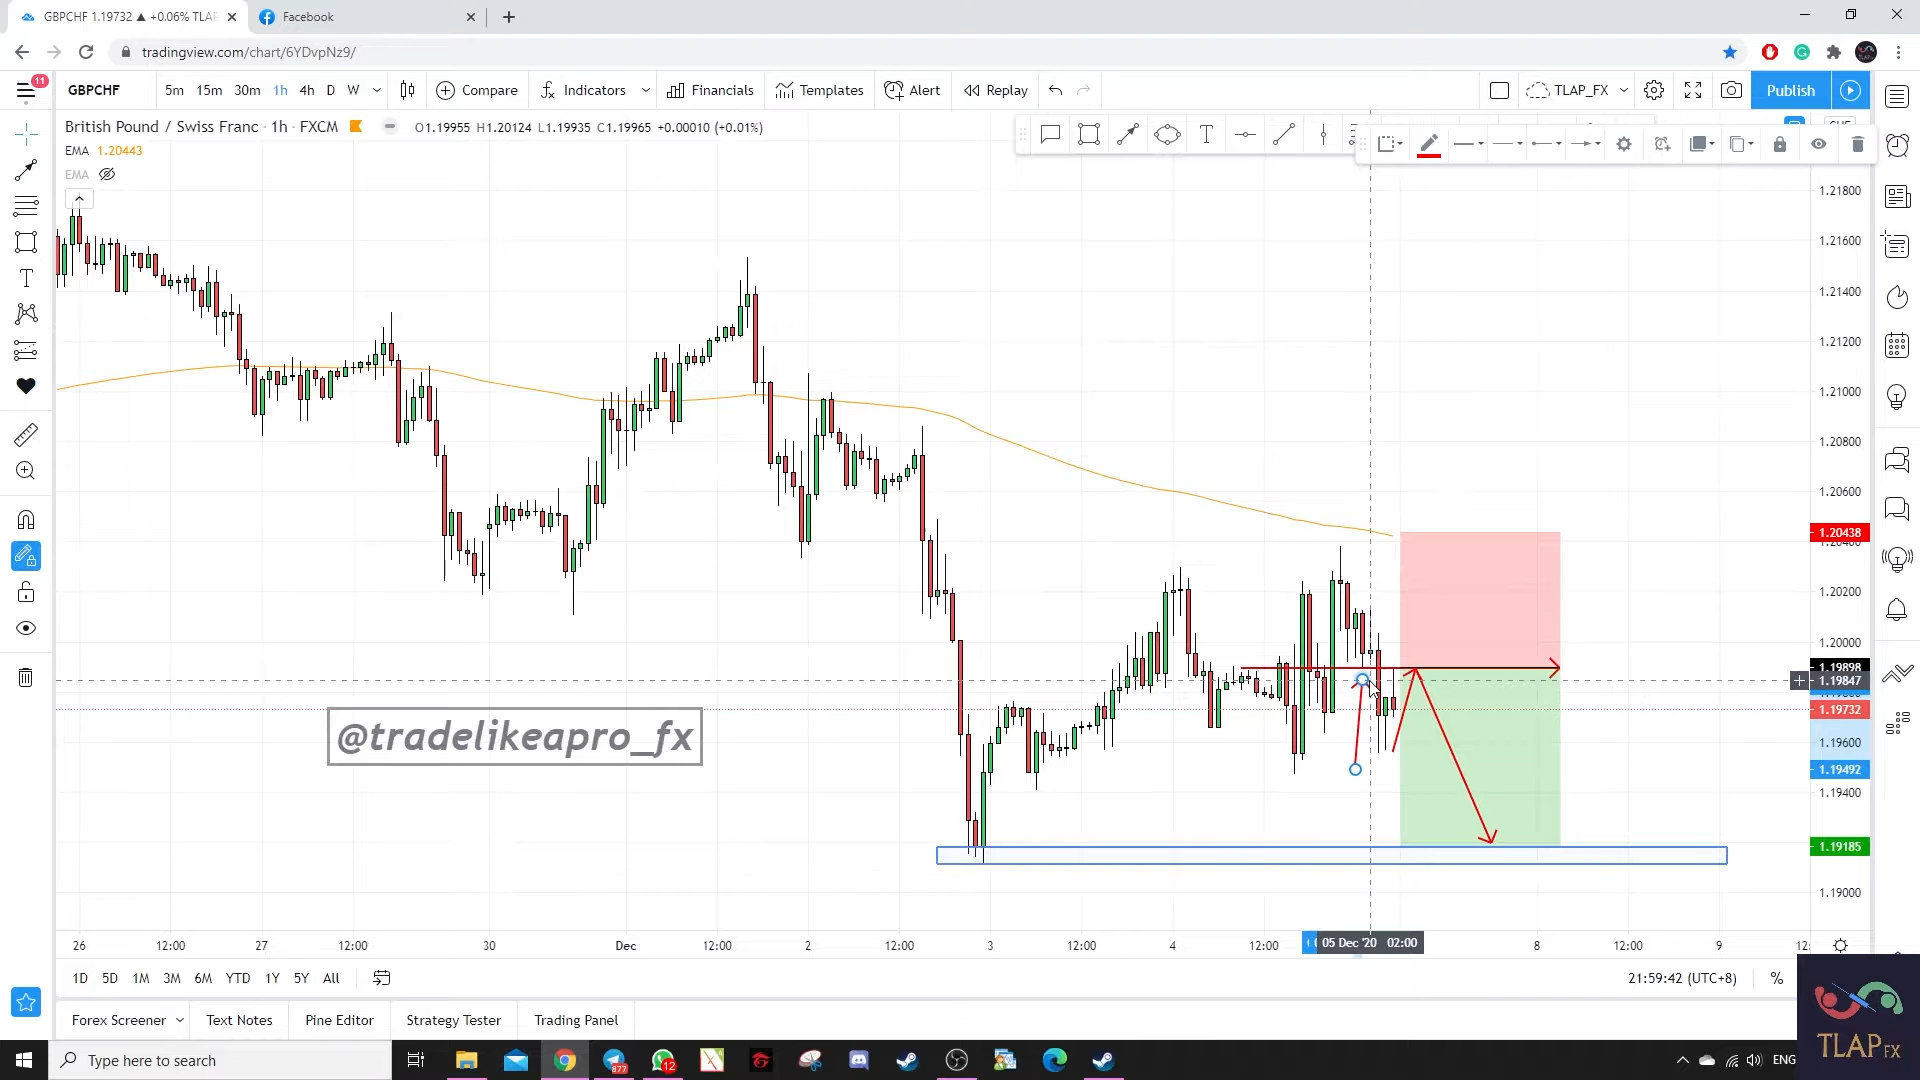 GBPCHF 1.19732 ▲ +0.06% TLAP
Facebook
tradingview.com/chart/6YDvpNz9/
11
GBPCHF
5m 15m 30m 1h 4h D W
Compare
Indicators
Financials
Templates
Alert
Replay
TLAP_FX
Publish
British Pound / Swiss Franc · 1h · FXCM
O1.19955 H1.20124 L1.19935 C1.19965 +0.00010 (+0.01%)
EMA 1.20443
EMA
1.21800
1.21600
1.21400
1.21200
1.21000
1.20800
1.20600
1.20438
1.20200
1.20000
1.19898
1.19847
1.19732
1.19600
1.19492
1.19400
1.19185
1.19000
@tradelikeapro_fx
26 12:00 27 12:00 30 Dec 12:00 2 12:00 3 12:00 4 12:00 05 Dec '20 02:00 8 12:00 9
1D 5D 1M 3M 6M YTD 1Y 5Y All
21:59:42 (UTC+8)
%
Forex Screener Text Notes Pine Editor Strategy Tester Trading Panel
Type here to search
877
12
ENG
TLAP FX